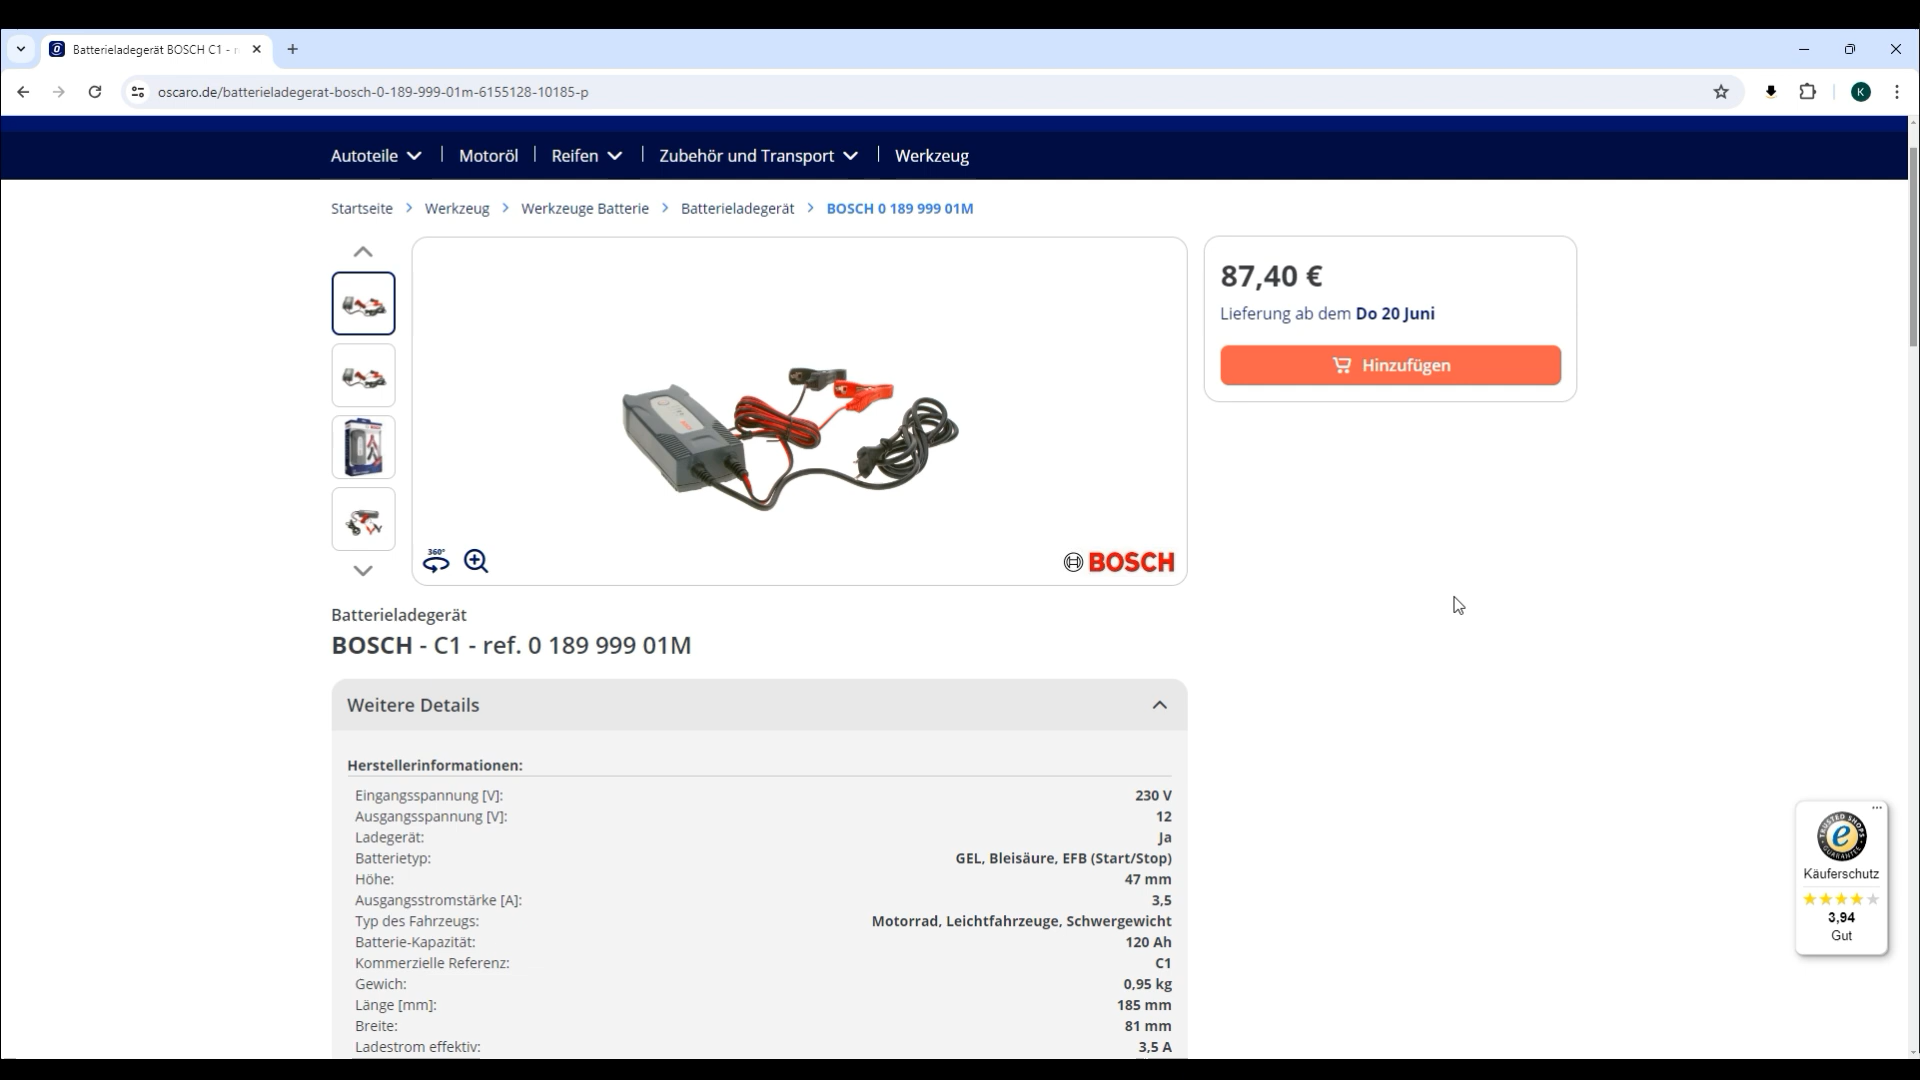 Batterieladegerät BOSCH C1 - r
oscaro.de/batterieladegerat-bosch-0-189-999-01m-6155128-10185-p
K
Autoteile
Motoröl
Reifen
Zubehör und Transport
Werkzeug
Startseite > Werkzeug > Werkzeuge Batterie > Batterieladegerät > BOSCH 0 189 999 01M
87,40 €
Lieferung ab dem Do 20 Juni
Hinzufügen
360°
BOSCH
Batterieladegerät
BOSCH - C1 - ref. 0 189 999 01M
Weitere Details
Herstellerinformationen:
Eingangsspannung [V]: 230 V
Ausgangsspannung [V]: 12
Ladegerät: Ja
Batterietyp: GEL, Bleisäure, EFB (Start/Stop)
Höhe: 47 mm
Ausgangsstromstärke [A]: 3,5
Typ des Fahrzeugs: Motorrad, Leichtfahrzeuge, Schwergewicht
Batterie-Kapazität: 120 Ah
Kommerzielle Referenz: C1
Gewich: 0,95 kg
Länge [mm]: 185 mm
Breite: 81 mm
Ladestrom effektiv: 3,5 A
TRUSTED SHOPS
GUARANTEE
e
Käuferschutz
3,94
Gut